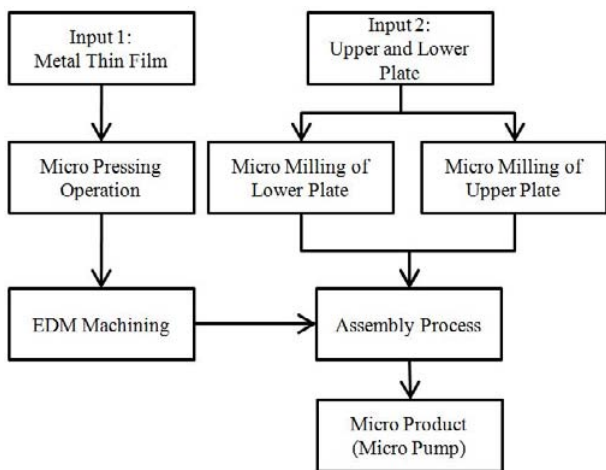 Input 1:
Metal Thin Film
Input 2:
Upper and Lower
Plate
Micro Pressing
Operation
Micro Milling of
Lower Plate
Micro Milling of
Upper Plate
EDM Machining
Assembly Process
Micro Product
(Micro Pump)